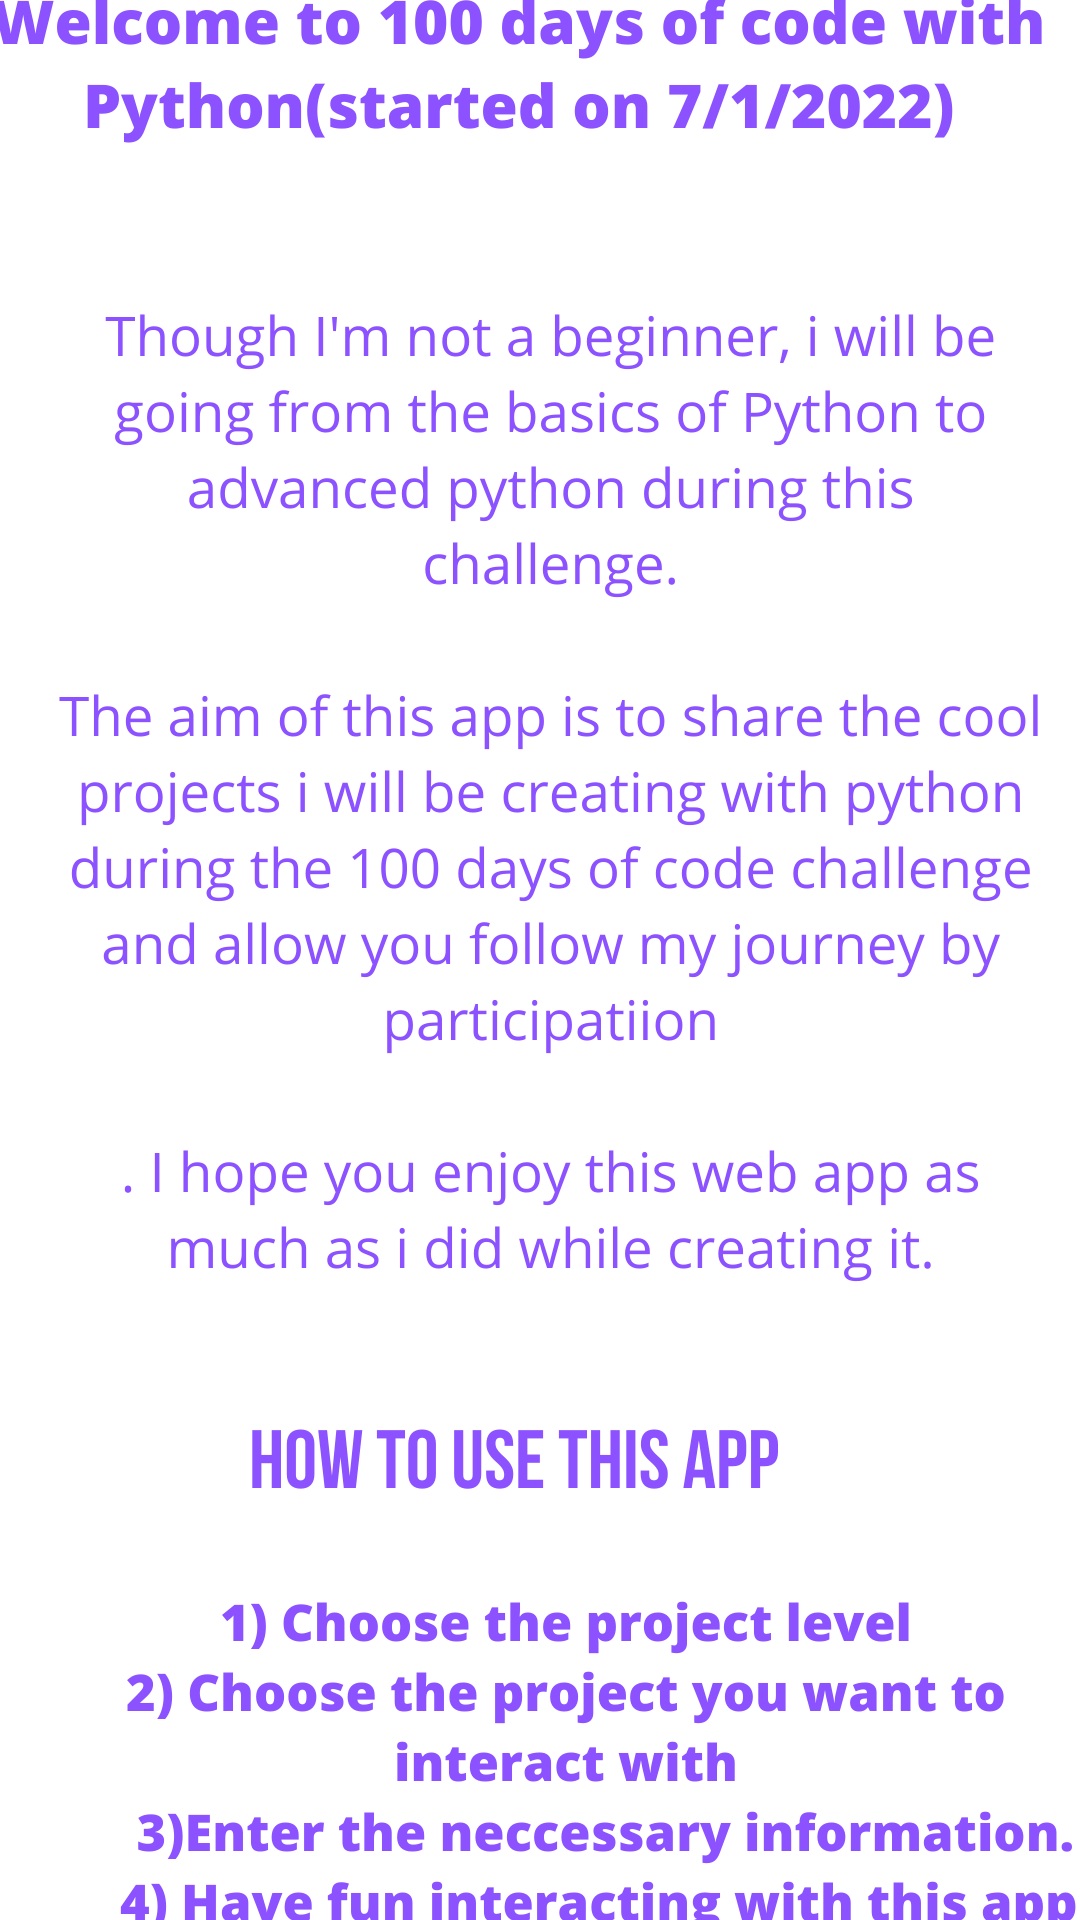 Welcome to 100 days of code with
Python(started on 7/1/2022)
Though I'm not a beginner, i will be
going from the basics of Python to
advanced python during this
challenge.
The aim of this app is to share the cool
projects i will be creating with python
during the 100 days of code challenge
and allow you follow my journey by
participatiion
. I hope you enjoy this web app as
much as i did while creating it.
HOW TO USE THIS APP
1) Choose the project level
2) Choose the project you want to
interact with
3)Enter the neccessary information.
4) Have fun interacting with this app